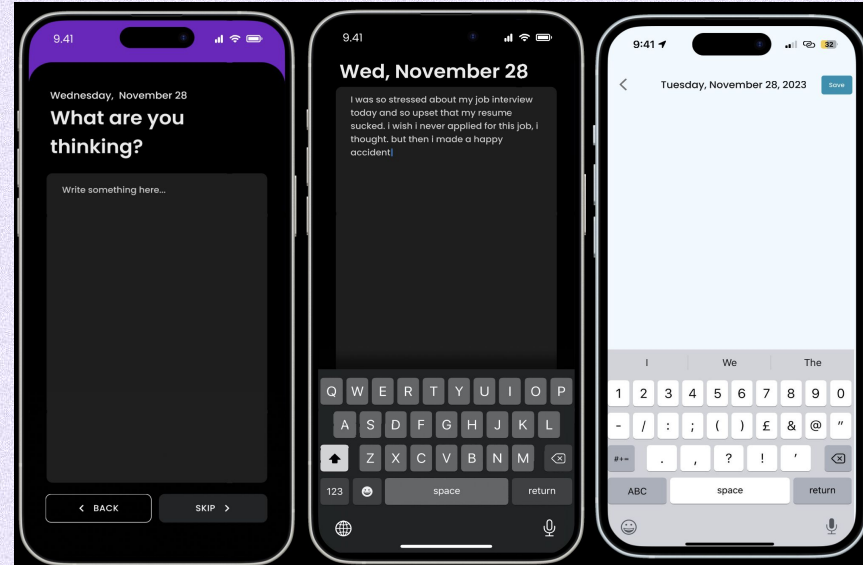 9.41
Wednesday, November 28
What are you
thinking?
Write something here...
BACK
SKIP
9.41
Wed, November 28
I was so stressed about my job interview
today and so upset that my resume
sucked. i wish i never applied for this job, i
thought. but then i made a happy
accident
Q W E R T Y U I O P
A S D F G H J K L
Z X C V B N M
123 space return
9:41 32
Tuesday, November 28, 2023 Save
I We The
1 2 3 4 5 6 7 8 9 0
- / : ; ( ) £ & @ "
#+= . , ? ! '
ABC space return